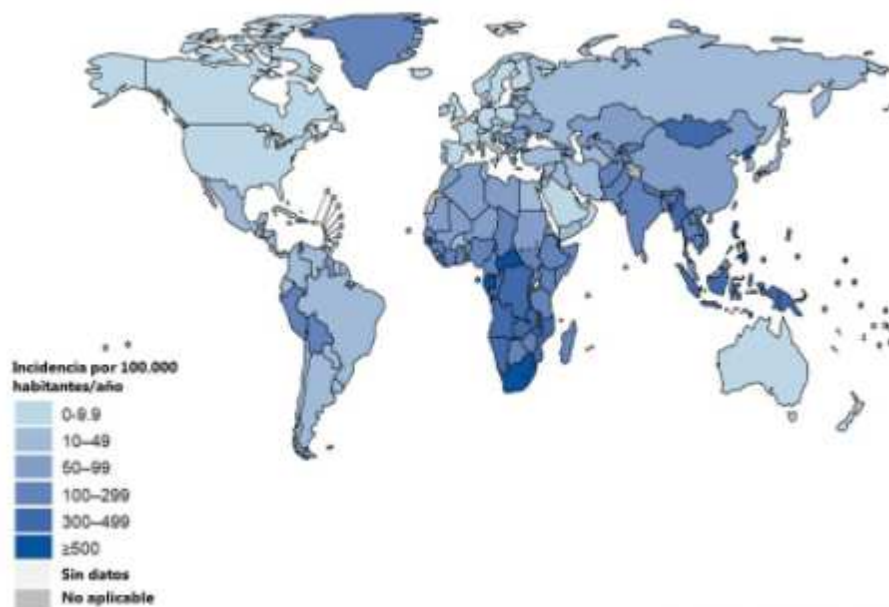 Incidencia por 100.000
habitantes/año
0-9.9
10–49
50–99
100–299
300–499
≥500
Sin datos
No aplicable